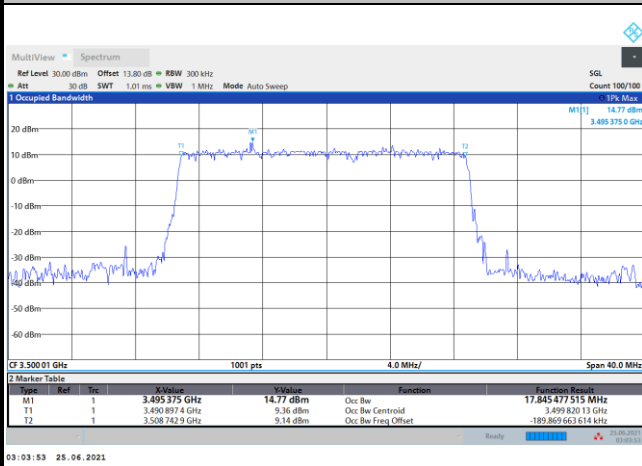 MultiView Spectrum
Ref Level 30.00 dBm Offset 13.80 dB RBW 300 kHz SGL
Att 30 dB SWT 1.01 ms VBW 1 MHz Mode Auto Sweep Count 100/100
1 Occupied Bandwidth 1Pk Max
M1[1] 14.77 dBm
3.495 375 0 GHz
20 dBm
M1
T1 T2
10 dBm
0 dBm
-10 dBm
-20 dBm
-30 dBm
-40 dBm
-50 dBm
-60 dBm
CF 3.500 01 GHz 1001 pts 4.0 MHz/ Span 40.0 MHz
2 Marker Table
Type Ref Trc X-Value Y-Value Function Function Result
M1 1 3.495 375 GHz 14.77 dBm Occ Bw 17.845 477 515 MHz
T1 1 3.490 897 4 GHz 9.36 dBm Occ Bw Centroid 3.499 820 13 GHz
T2 1 3.508 742 9 GHz 9.14 dBm Occ Bw Freq Offset -189.869 663 614 kHz
Ready 25.06.2021
03:03:53
03:03:53 25.06.2021